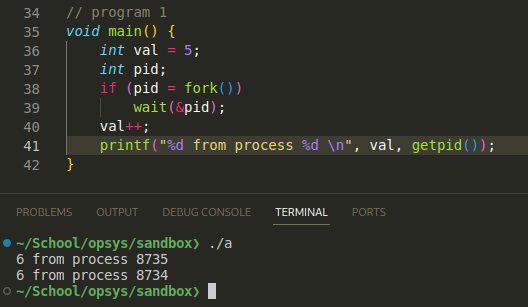 34 // program 1
35 void main() {
36 int val = 5;
37 int pid;
38 if (pid = fork())
39 wait(&pid);
40 val++;
41 printf("%d from process %d \n", val, getpid());
42 }
PROBLEMS OUTPUT DEBUG CONSOLE TERMINAL PORTS
~/School/opsys/sandbox❯ ./a
6 from process 8735
6 from process 8734
~/School/opsys/sandbox❯